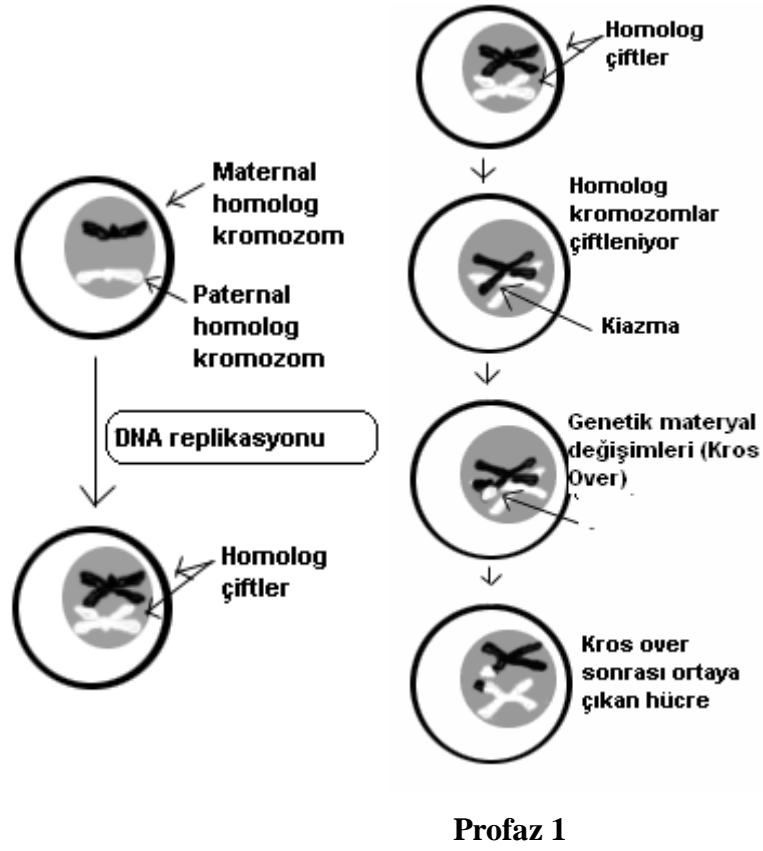 Maternal
homolog
kromozom
Paternal
homolog
kromozom
DNA replikasyonu
Homolog
çiftler
Homolog
çiftler
Homolog
kromozomlar
çiftleniyor
Kiazma
Genetik materyal
değişimleri (Kros
Over)
Kros over
sonrası ortaya
çıkan hücre
Profaz 1